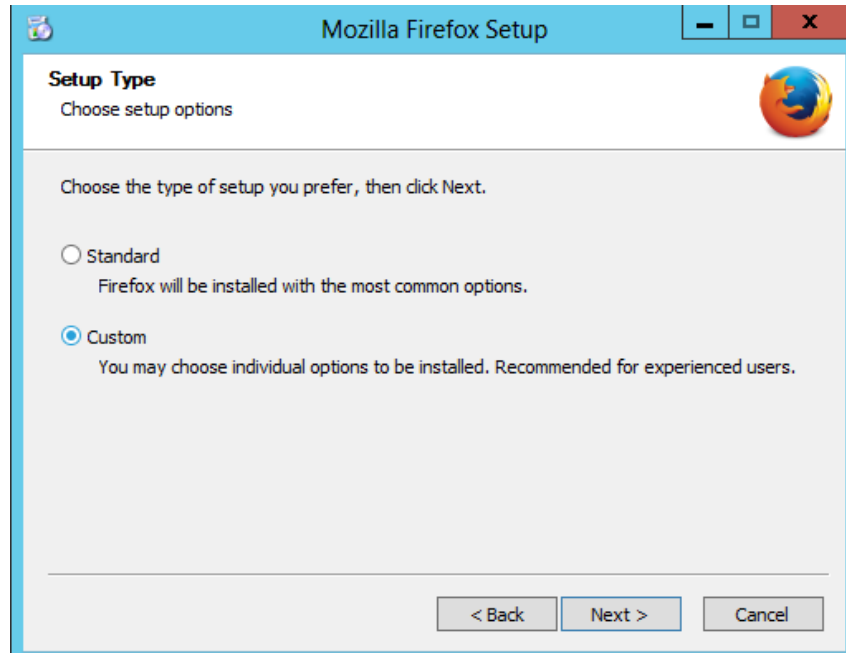 Mozilla Firefox Setup
Setup Type
Choose setup options
Choose the type of setup you prefer, then click Next.
Standard
Firefox will be installed with the most common options.
Custom
You may choose individual options to be installed. Recommended for experienced users.
< Back
Next >
Cancel